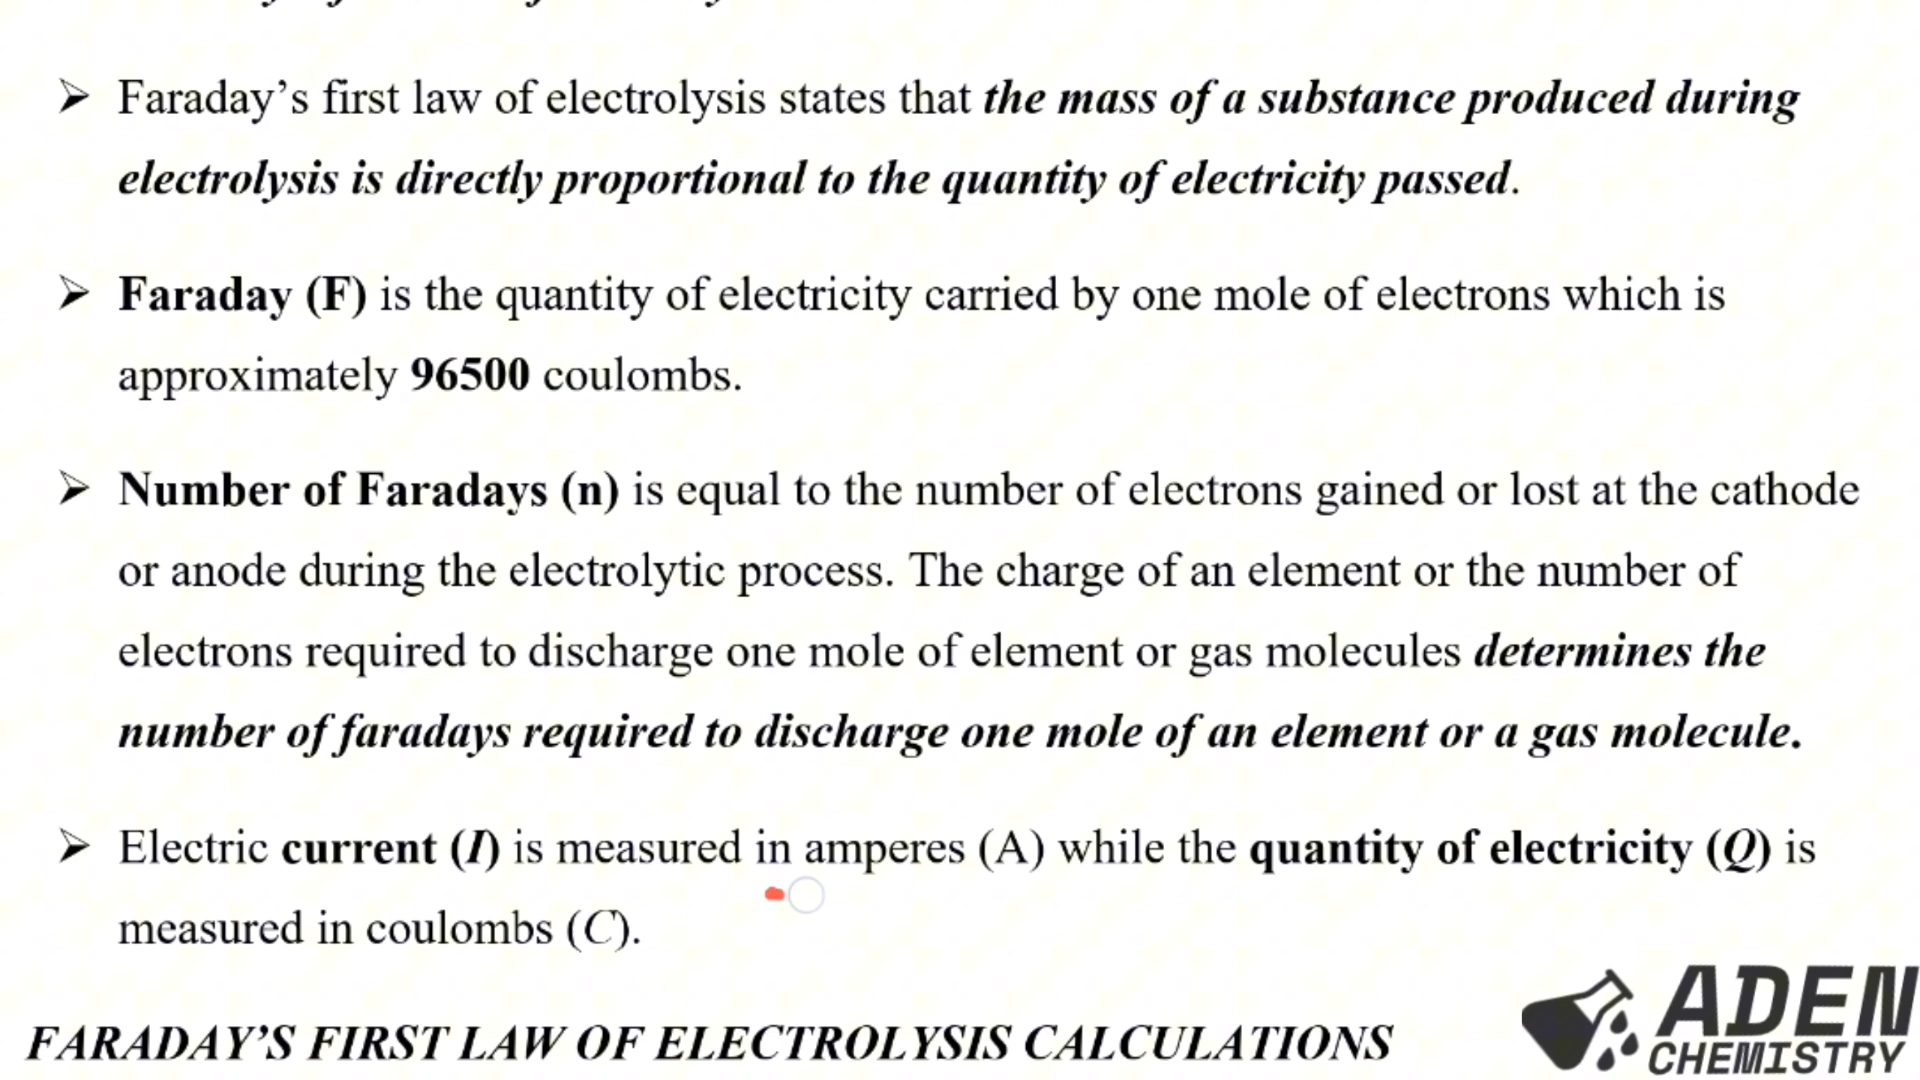 ➢ Faraday’s first law of electrolysis states that the mass of a substance produced during
electrolysis is directly proportional to the quantity of electricity passed.
➢ Faraday (F) is the quantity of electricity carried by one mole of electrons which is
approximately 96500 coulombs.
➢ Number of Faradays (n) is equal to the number of electrons gained or lost at the cathode
or anode during the electrolytic process. The charge of an element or the number of
electrons required to discharge one mole of element or gas molecules determines the
number of faradays required to discharge one mole of an element or a gas molecule.
➢ Electric current (I) is measured in amperes (A) while the quantity of electricity (Q) is
measured in coulombs (C).
FARADAY’S FIRST LAW OF ELECTROLYSIS CALCULATIONS
ADEN
CHEMISTRY